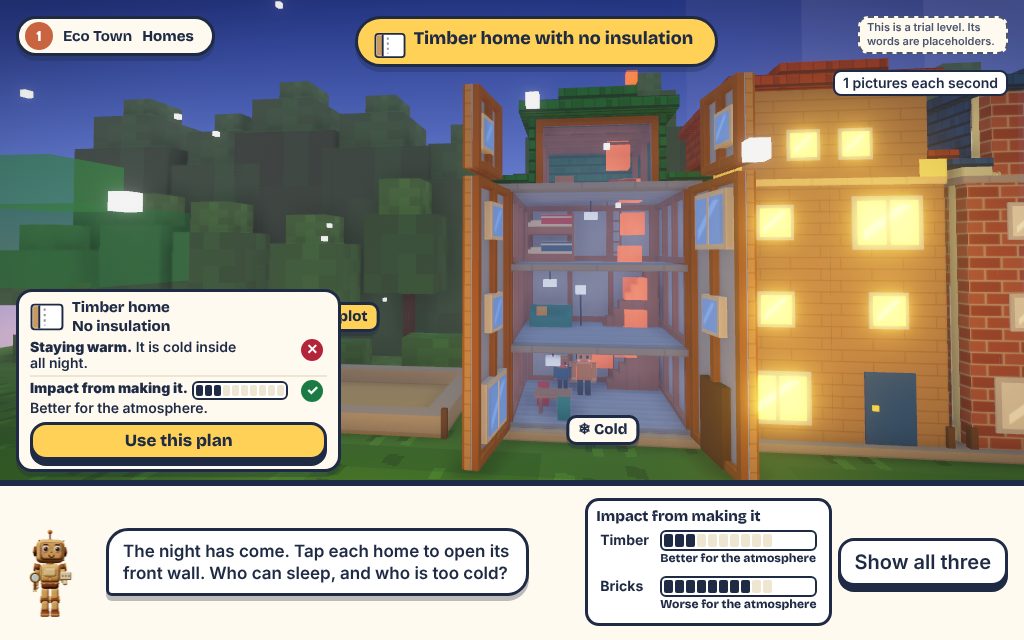 1 Eco Town Homes
Timber home with no insulation
This is a trial level. Its
words are placeholders.
1 pictures each second
Timber home
No insulation
Staying warm. It is cold inside
all night.
Impact from making it.
Better for the atmosphere.
Use this plan
plot
❄ Cold
The night has come. Tap each home to open its
front wall. Who can sleep, and who is too cold?
Impact from making it
Timber
Better for the atmosphere
Bricks
Worse for the atmosphere
Show all three